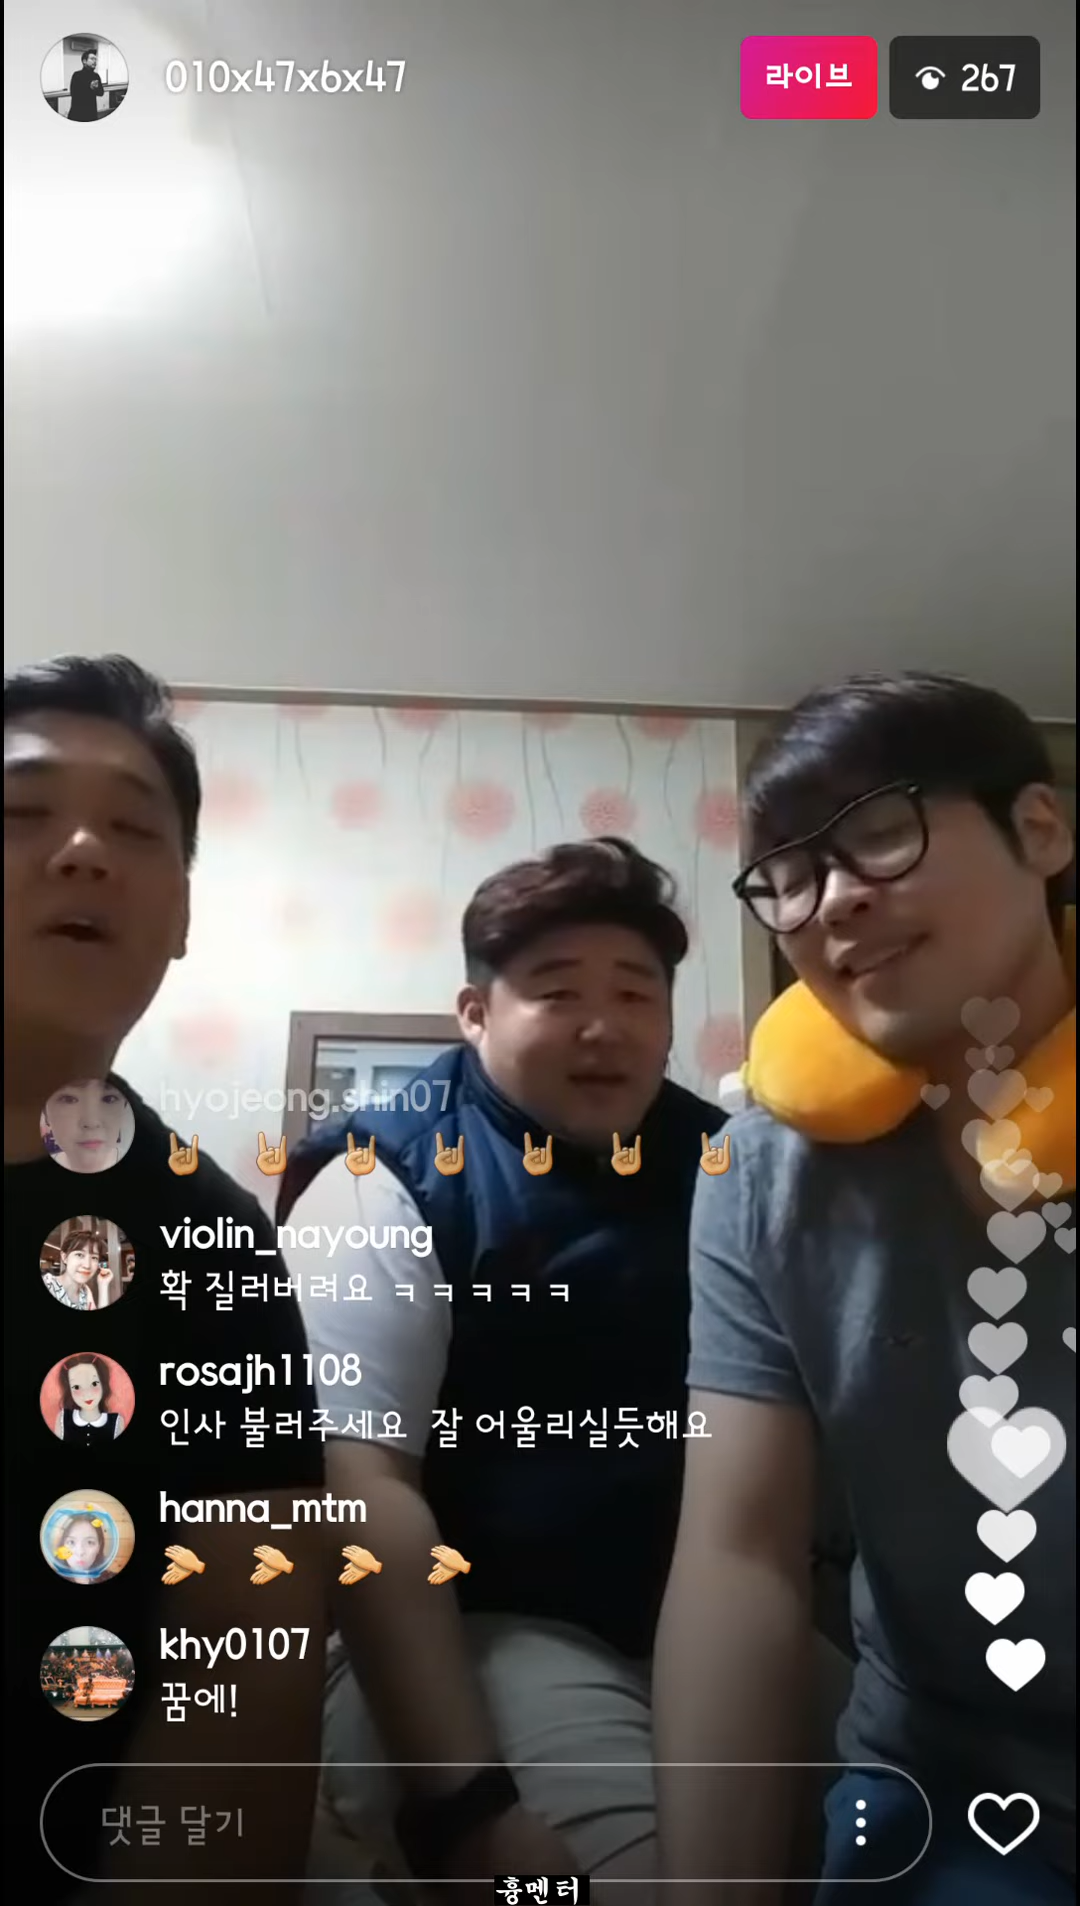 010x47x6x47
라이브
267
hyojeong.shin07
🤘 🤘 🤘 🤘 🤘 🤘 🤘
violin_nayoung
확 질러버려요 ㅋㅋㅋㅋㅋ
rosajh1108
인사 불러주세요 잘 어울리실듯해요
hanna_mtm
👏 👏 👏 👏
khy0107
꿈에!
댓글 달기
흥멘터